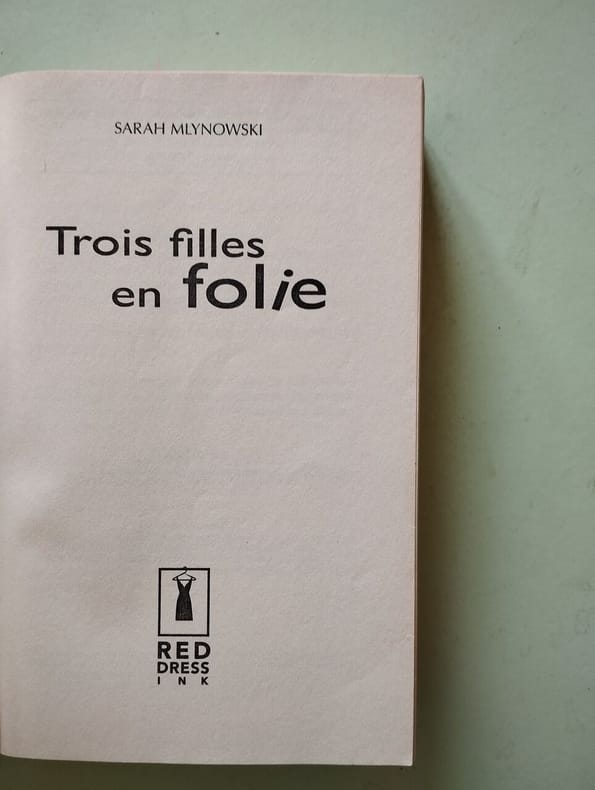 SARAH MLYNOWSKI
Trois filles
en folie
RED
DRESS
INK